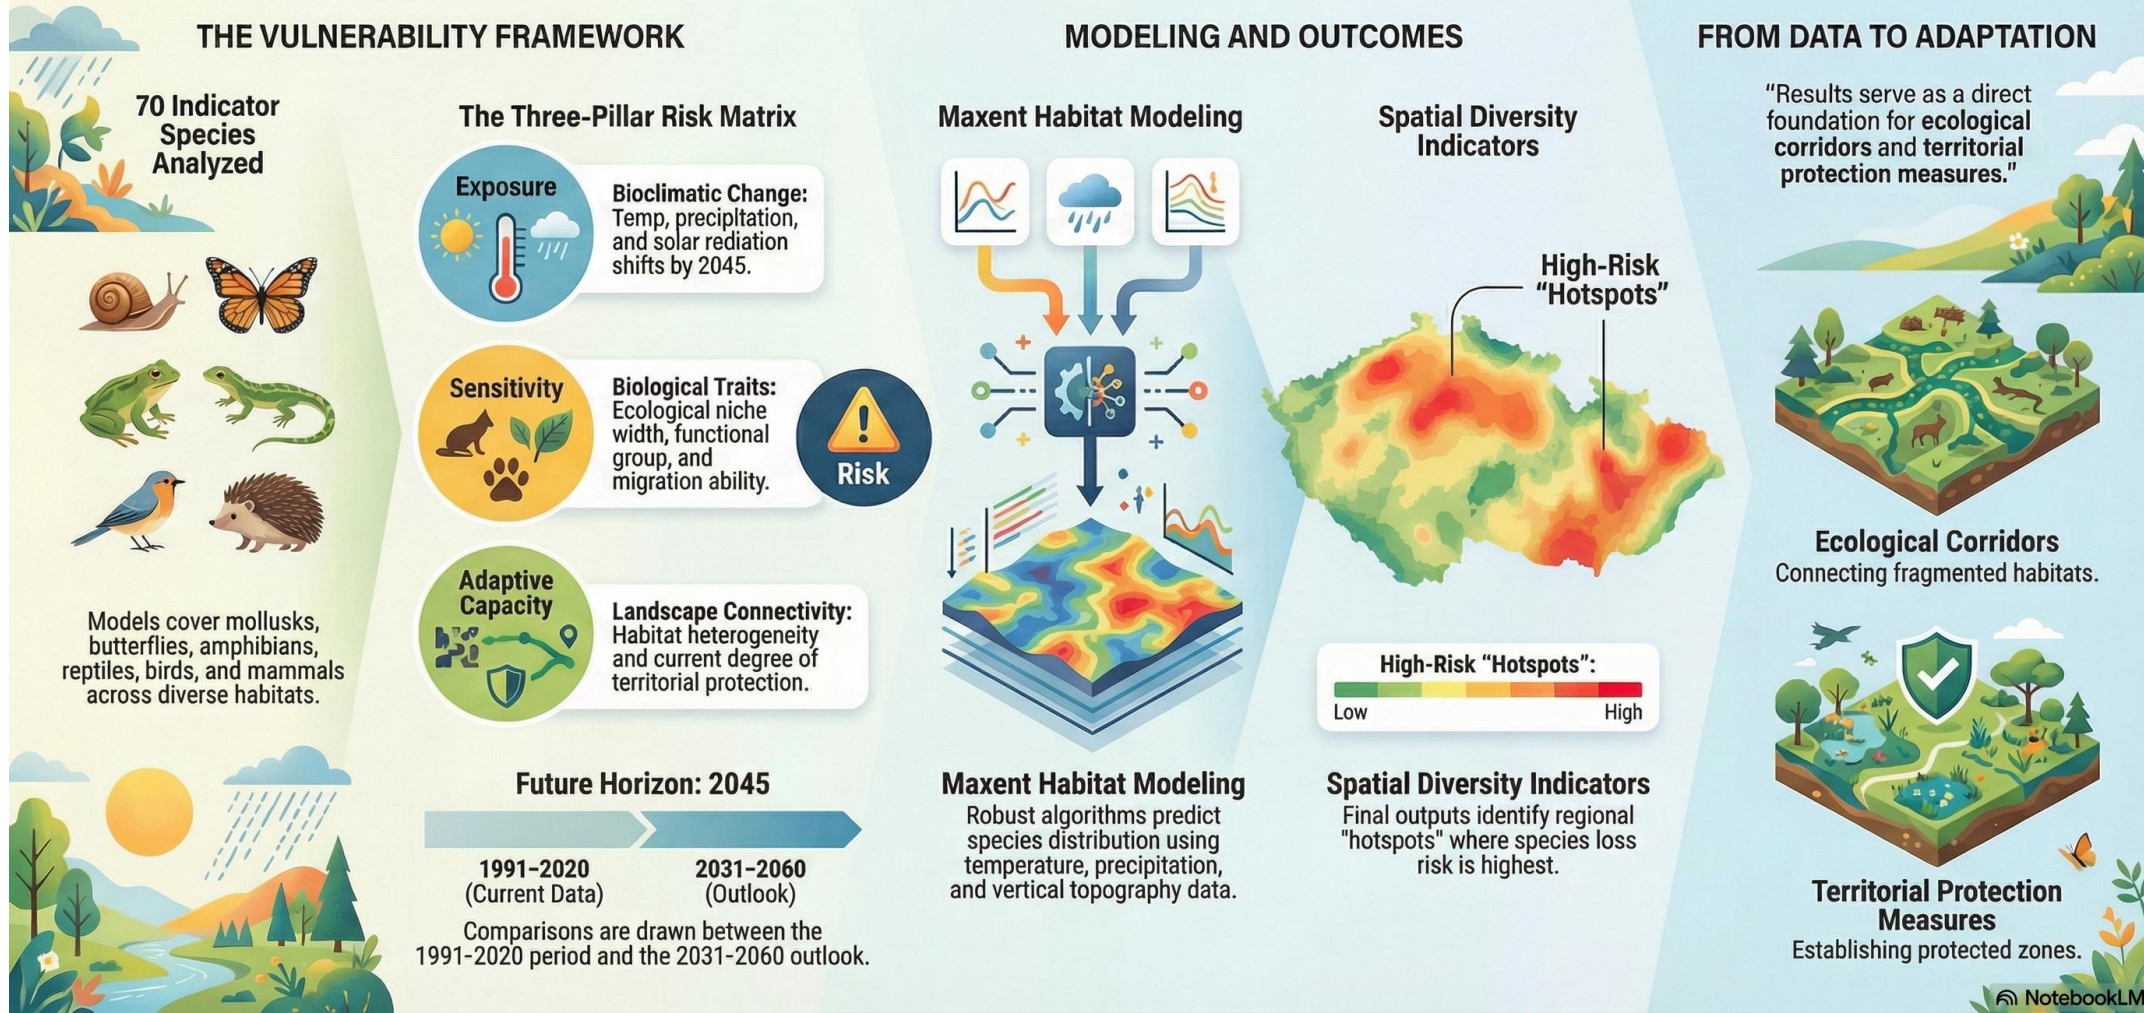 THE VULNERABILITY FRAMEWORK
70 Indicator
Species
Analyzed
Models cover mollusks,
butterflies, amphibians,
reptiles, birds, and mammals
across diverse habitats.
The Three-Pillar Risk Matrix
Exposure
Bioclimatic Change:
Temp, precipltation,
and solar rediation
shifts by 2045.
Sensitivity
Biological Traits:
Ecological niche
width, functional
group, and
migration ability.
Risk
Adaptive
Capacity
Landscape Connectivity:
Habitat heterogeneity
and current degree of
territorial protection.
Future Horizon: 2045
1991-2020
(Current Data)
2031-2060
(Outlook)
Comparisons are drawn between the
1991-2020 period and the 2031-2060 outlook.
MODELING AND OUTCOMES
Maxent Habitat Modeling
Maxent Habitat Modeling
Robust algorithms predict
species distribution using
temperature, precipitation,
and vertical topography data.
Spatial Diversity
Indicators
High-Risk
“Hotspots”
High-Risk “Hotspots”:
Low
High
Spatial Diversity Indicators
Final outputs identify regional
"hotspots" where species loss
risk is highest.
FROM DATA TO ADAPTATION
“Results serve as a direct
foundation for ecological
corridors and territorial
protection measures.”
Ecological Corridors
Connecting fragmented habitats.
Territorial Protection
Measures
Establishing protected zones.
NotebookLM